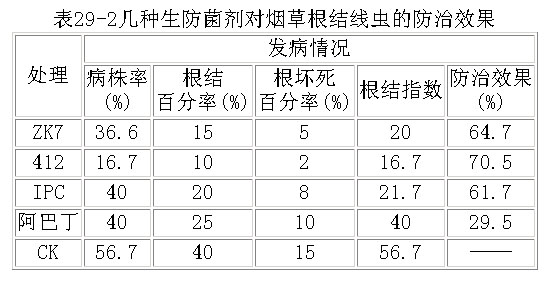 表29-2几种生防菌剂对烟草根结线虫的防治效果
处理 发病情况
病株率(%) 根结百分率(%) 根坏死百分率(%) 根结指数 防治效果(%)
ZK7 36.6 15 5 20 64.7
412 16.7 10 2 16.7 70.5
IPC 40 20 8 21.7 61.7
阿巴丁 40 25 10 40 29.5
CK 56.7 40 15 56.7 ——